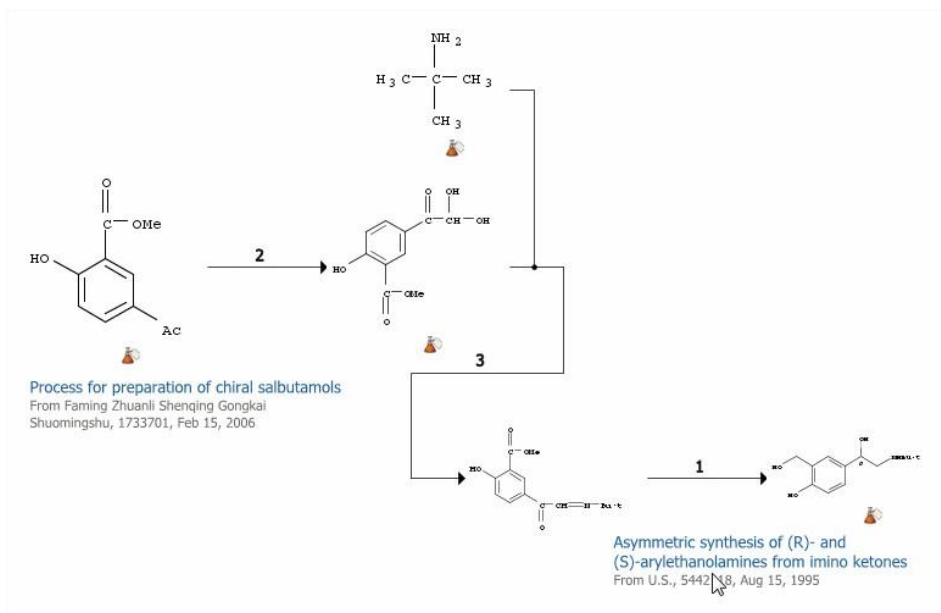 NH2
H3C C CH3
CH3
O
C OMe
HO
Ac
2
O OH
C CH OH
HO
C OMe
O
3
Process for preparation of chiral salbutamols
From Faming Zhuanli Shenqing Gongkai
Shuomingshu, 1733701, Feb 15, 2006
O
C OMe
HO
C CH N Bu-t
O
1
OH
HO
R
NHBu-t
HO
Asymmetric synthesis of (R)- and
(S)-arylethanolamines from imino ketones
From U.S., 18, Aug 15, 1995